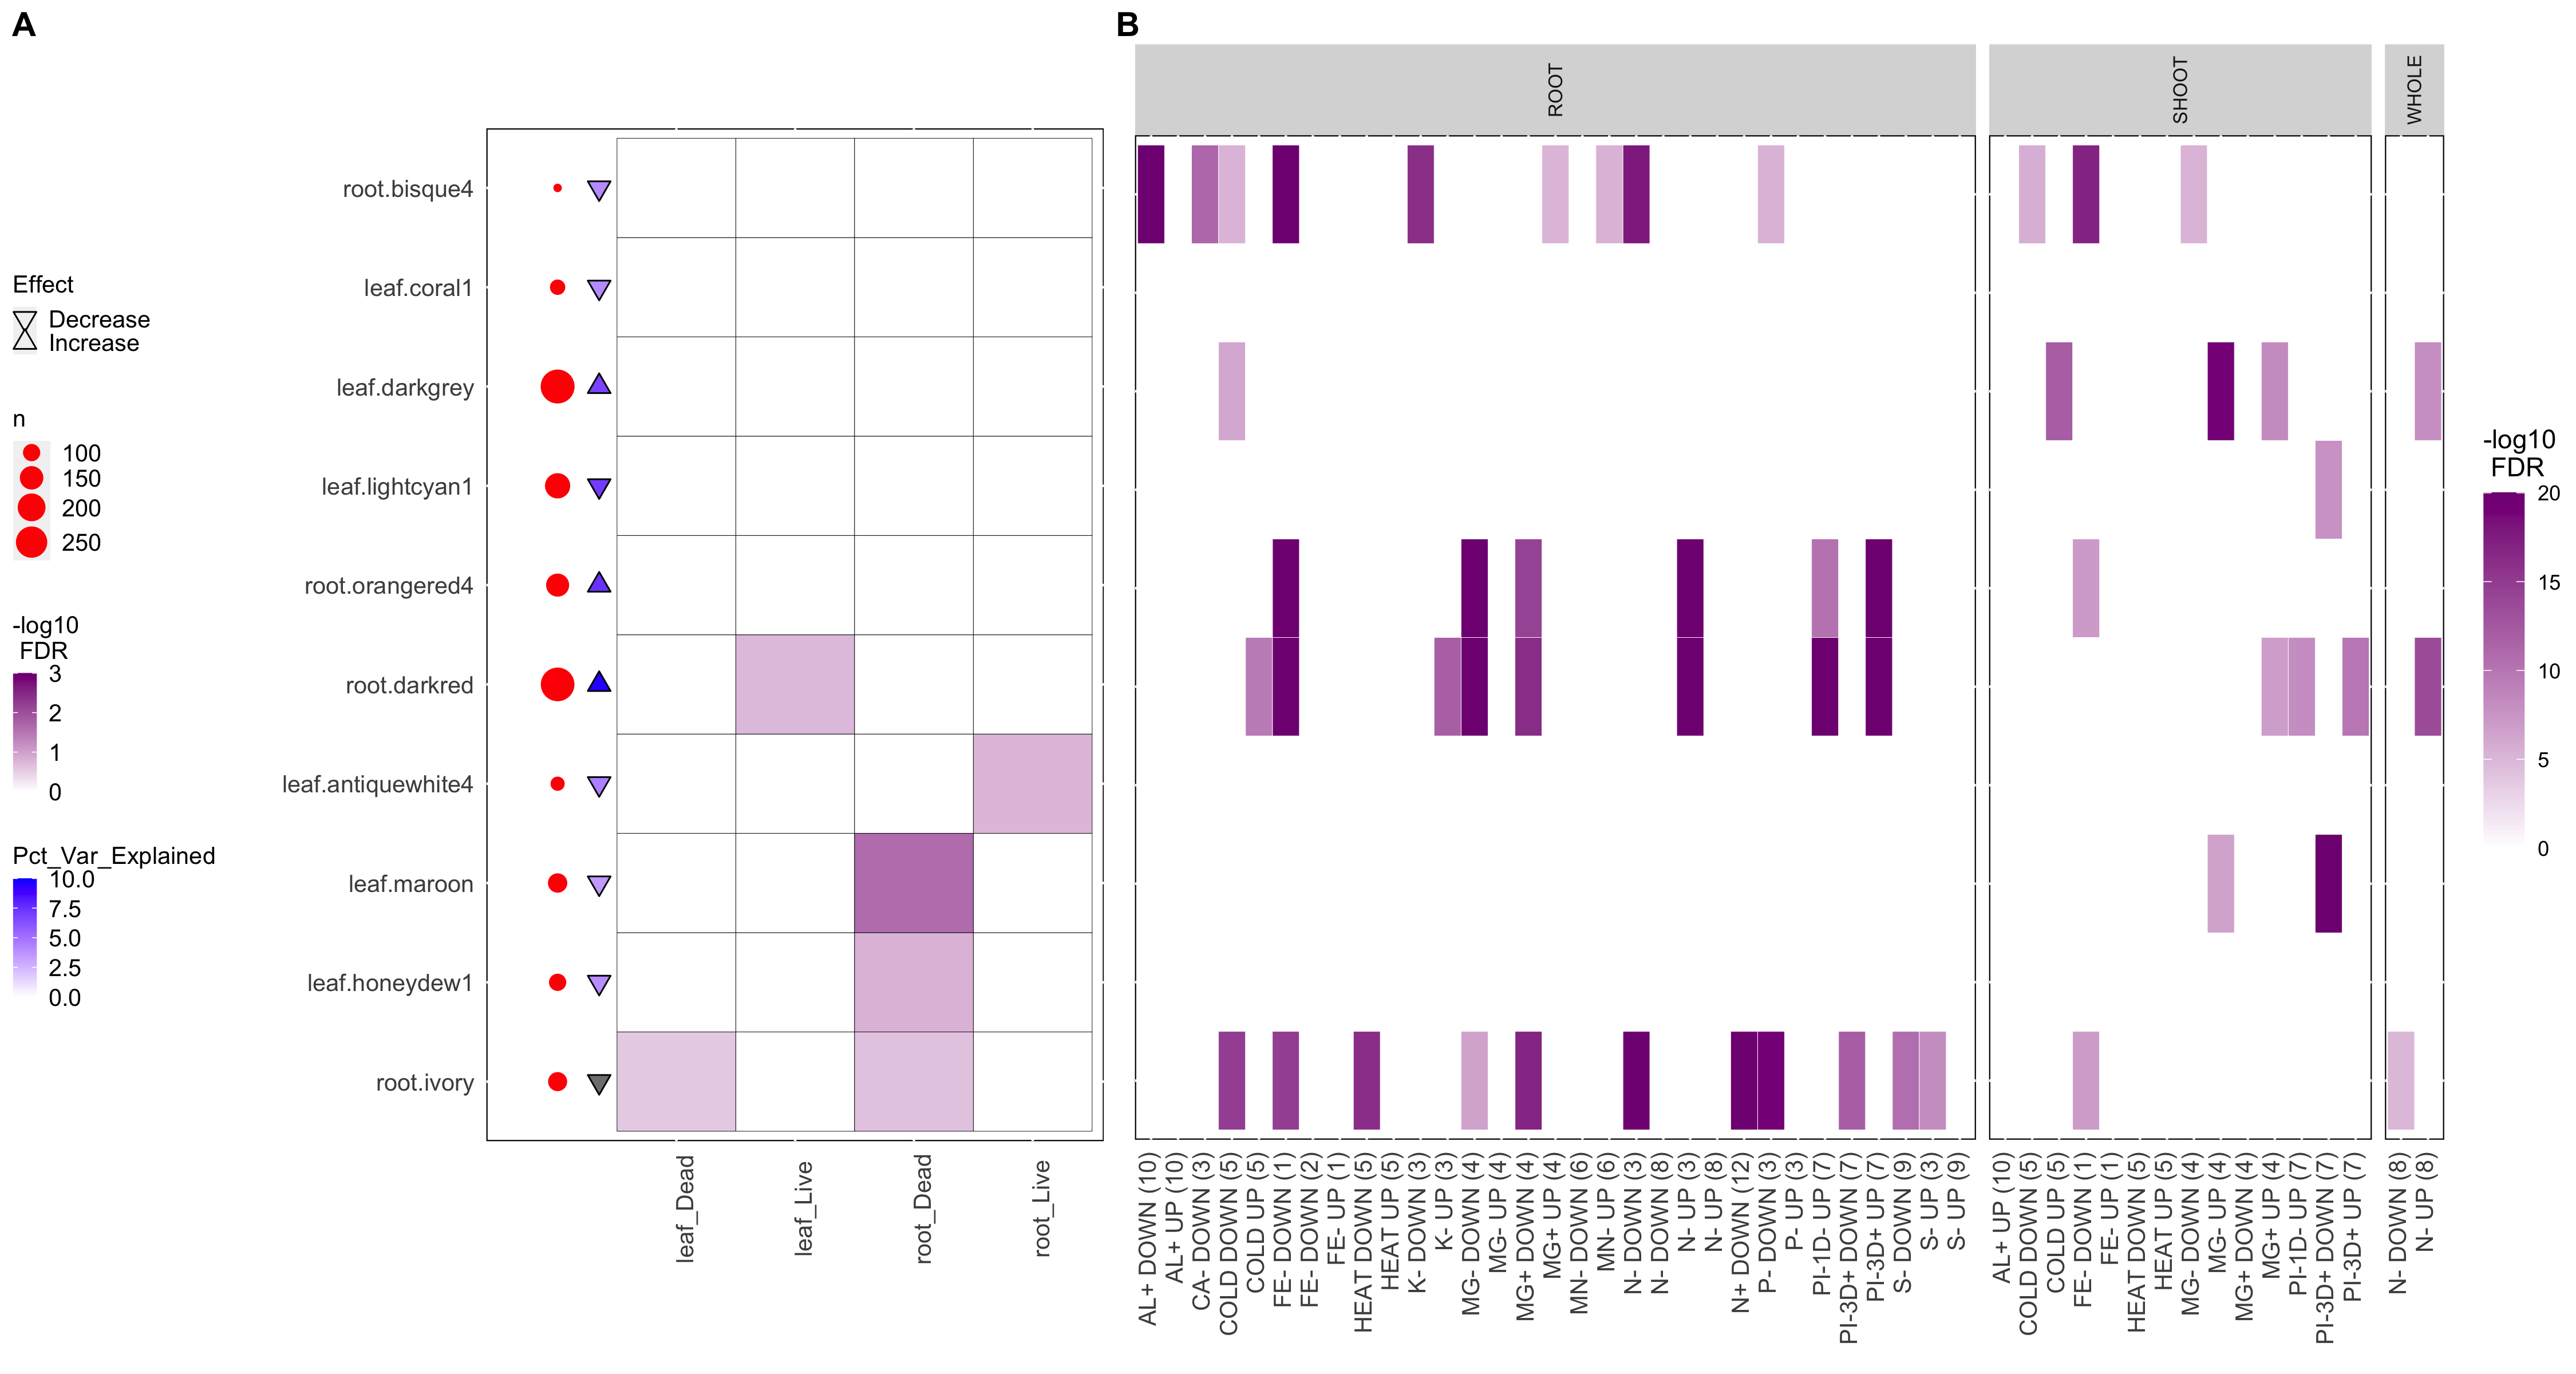 A
B
ROOT
SHOOT
WHOLE
root.bisque4
leaf.coral1
leaf.darkgrey
leaf.lightcyan1
root.orangered4
root.darkred
leaf.antiquewhite4
leaf.maroon
leaf.honeydew1
root.ivory
Effect
Decrease
Increase
n
100
150
200
250
-log10
FDR
3
2
1
0
Pct_Var_Explained
10.0
7.5
5.0
2.5
0.0
leaf_Dead
leaf_Live
root_Dead
root_Live
AL+ DOWN (10)
AL+ UP (10)
CA- DOWN (3)
COLD DOWN (5)
COLD UP (5)
FE- DOWN (1)
FE- DOWN (2)
FE- UP (1)
HEAT DOWN (5)
HEAT UP (5)
K- DOWN (3)
K- UP (3)
MG- DOWN (4)
MG- UP (4)
MG+ DOWN (4)
MG+ UP (4)
MN- DOWN (6)
MN- UP (6)
N- DOWN (3)
N- DOWN (8)
N- UP (3)
N- UP (8)
N+ DOWN (12)
P- DOWN (3)
P- UP (3)
PI-1D- UP (7)
PI-3D+ DOWN (7)
PI-3D+ UP (7)
S- DOWN (9)
S- UP (3)
S- UP (9)
AL+ UP (10)
COLD DOWN (5)
COLD UP (5)
FE- DOWN (1)
FE- UP (1)
HEAT DOWN (5)
HEAT UP (5)
MG- DOWN (4)
MG- UP (4)
MG+ DOWN (4)
MG+ UP (4)
PI-1D- UP (7)
PI-3D+ DOWN (7)
PI-3D+ UP (7)
N- DOWN (8)
N- UP (8)
-log10
FDR
20
15
10
5
0